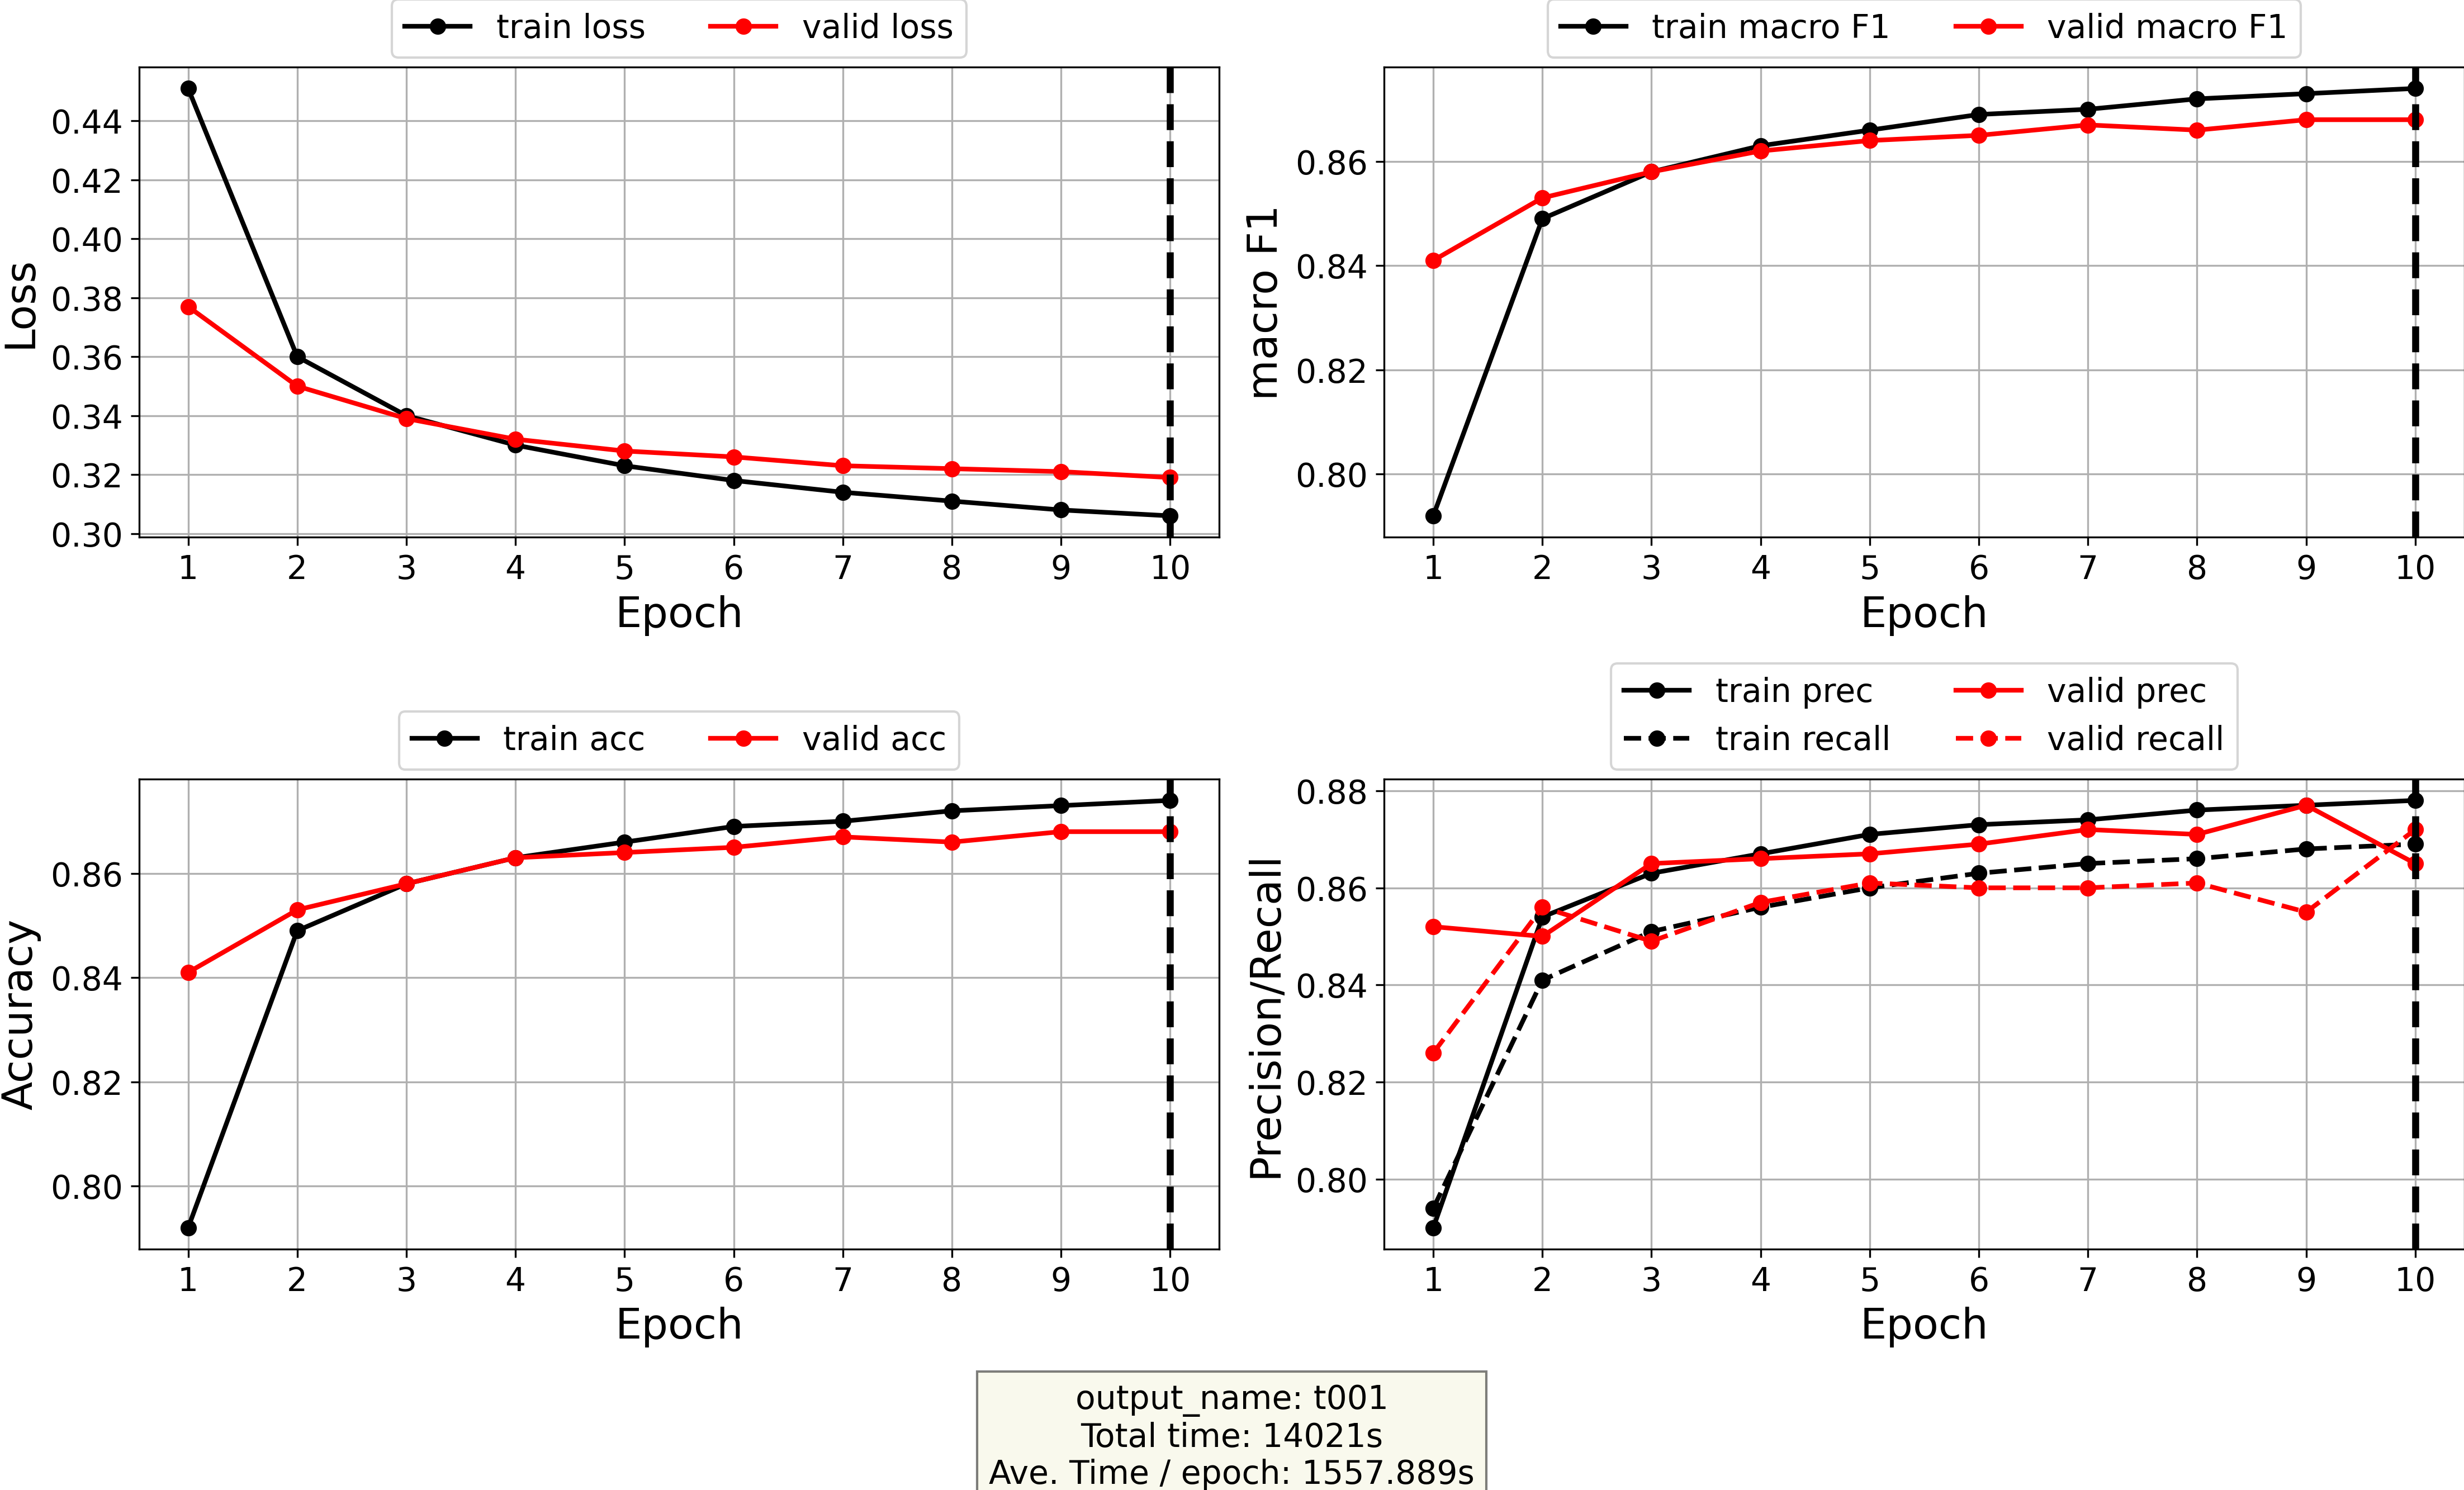 train loss valid loss
0.44
0.42
0.40
0.38
0.36
0.34
0.32
0.30
Loss
1 2 3 4 5 6 7 8 9 10
Epoch
train macro F1 valid macro F1
0.86
0.84
0.82
0.80
macro F1
1 2 3 4 5 6 7 8 9 10
Epoch
train acc valid acc
0.86
0.84
0.82
0.80
Accuracy
1 2 3 4 5 6 7 8 9 10
Epoch
train prec valid prec
train recall valid recall
0.88
0.86
0.84
0.82
0.80
Precision/Recall
1 2 3 4 5 6 7 8 9 10
Epoch
output_name: t001
Total time: 14021s
Ave. Time / epoch: 1557.889s